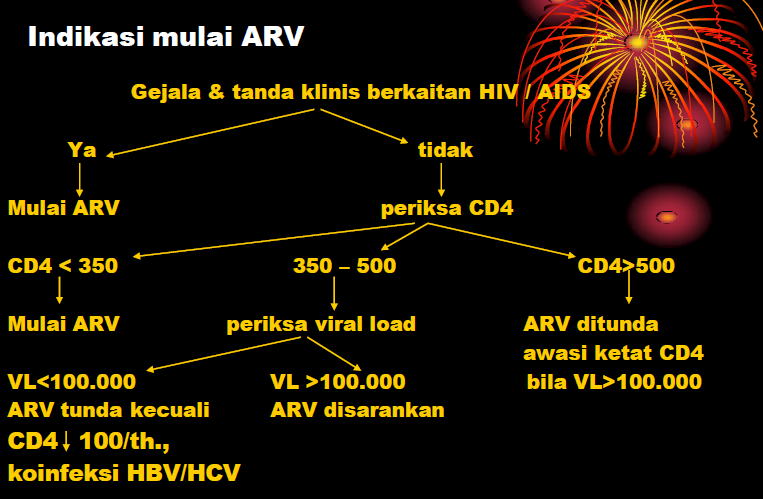 Indikasi mulai ARV
Gejala & tanda klinis berkaitan HIV / AIDS
Ya
tidak
Mulai ARV
periksa CD4
CD4 < 350
350 – 500
CD4>500
Mulai ARV
periksa viral load
ARV ditunda
awasi ketat CD4
bila VL>100.000
VL<100.000
VL >100.000
ARV tunda kecuali
ARV disarankan
CD4↓ 100/th.,
koinfeksi HBV/HCV